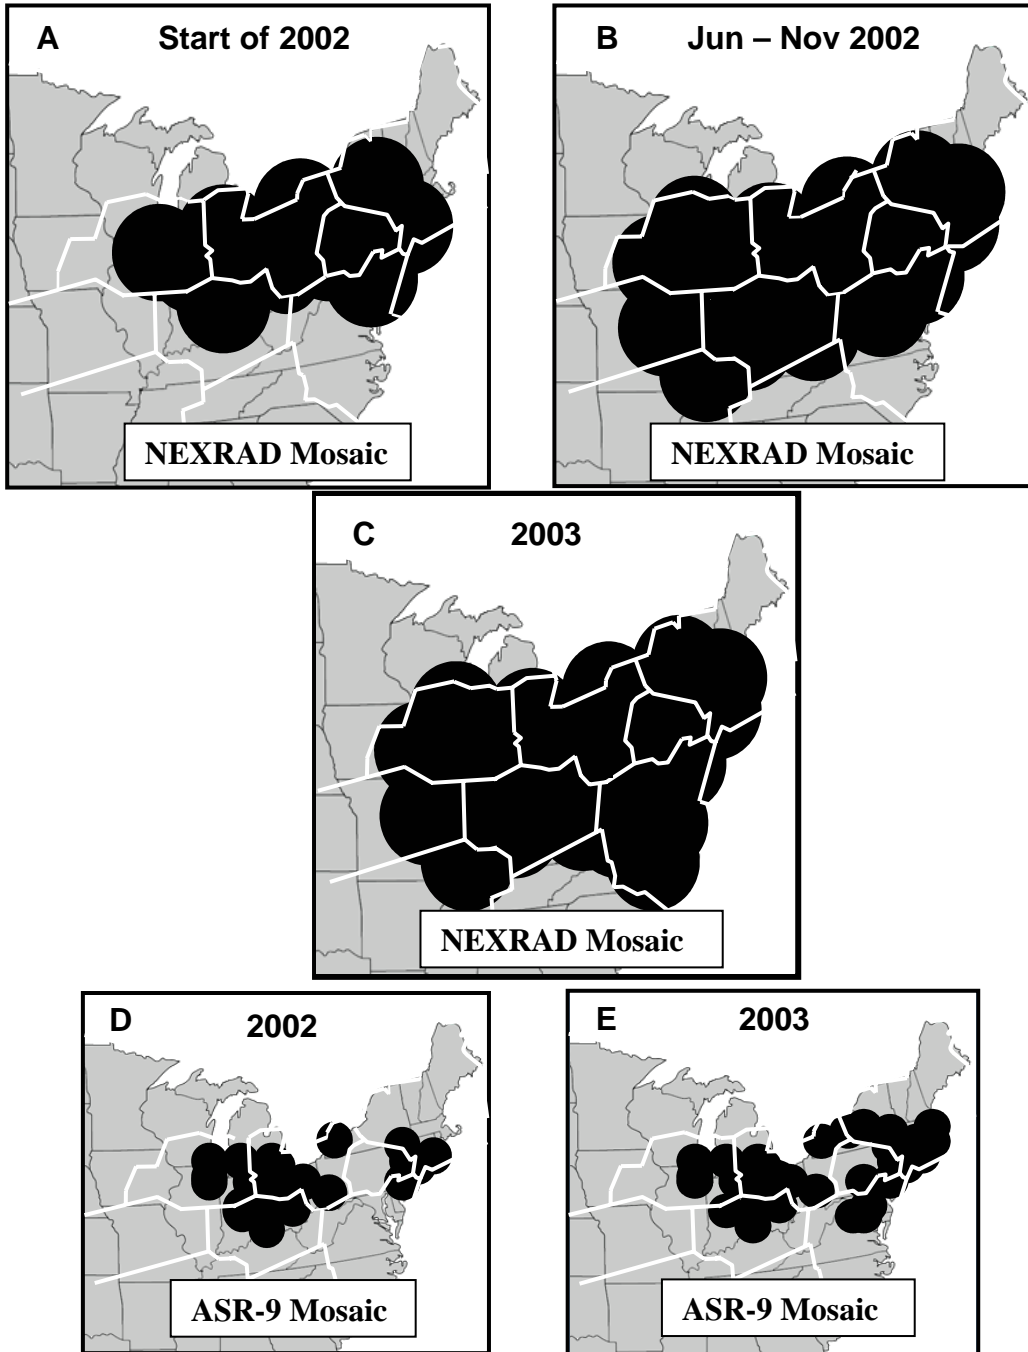 A Start of 2002
B Jun – Nov 2002
NEXRAD Mosaic
NEXRAD Mosaic
C 2003
NEXRAD Mosaic
D 2002
E 2003
ASR-9 Mosaic
ASR-9 Mosaic